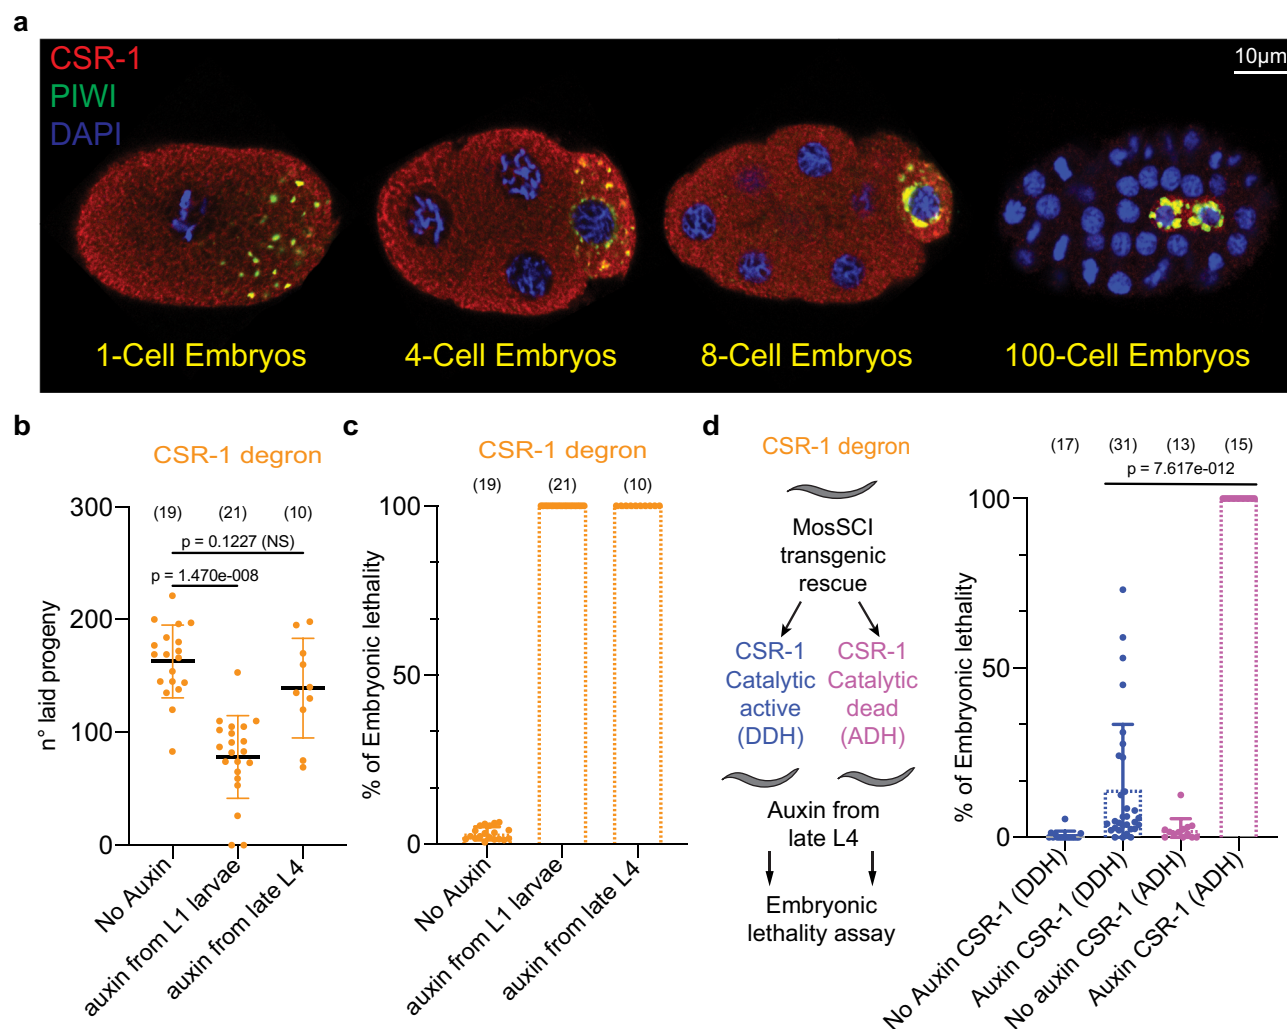 a
CSR-1
PIWI
DAPI
10μm
1-Cell Embryos
4-Cell Embryos
8-Cell Embryos
100-Cell Embryos
b
CSR-1 degron
n° laid progeny
300
200
100
0
(19)
(21)
(10)
p = 0.1227 (NS)
p = 1.470e-008
No Auxin
auxin from L1 larvae
auxin from late L4
c
CSR-1 degron
% of Embryonic lethality
100
50
0
(19)
(21)
(10)
No Auxin
auxin from L1 larvae
auxin from late L4
d
CSR-1 degron
MosSCI
transgenic
rescue
CSR-1
Catalytic
active
(DDH)
CSR-1
Catalytic
dead
(ADH)
Auxin from
late L4
Embryonic
lethality assay
% of Embryonic lethality
100
50
0
(17)
(31)
(13)
(15)
p = 7.617e-012
No Auxin CSR-1 (DDH)
Auxin CSR-1 (DDH)
No auxin CSR-1 (ADH)
Auxin CSR-1 (ADH)